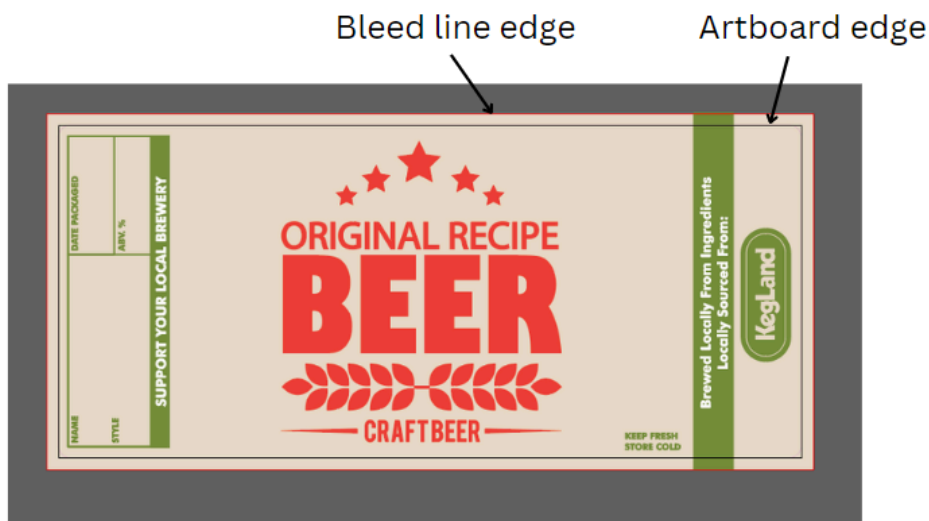 Bleed line edge
Artboard edge
DATE PACKAGED
ABV. %
NAME
STYLE
SUPPORT YOUR LOCAL BREWERY
ORIGINAL RECIPE
BEER
CRAFT BEER
KEEP FRESH
STORE COLD
Brewed Locally From Ingredients
Locally Sourced From:
KegLand